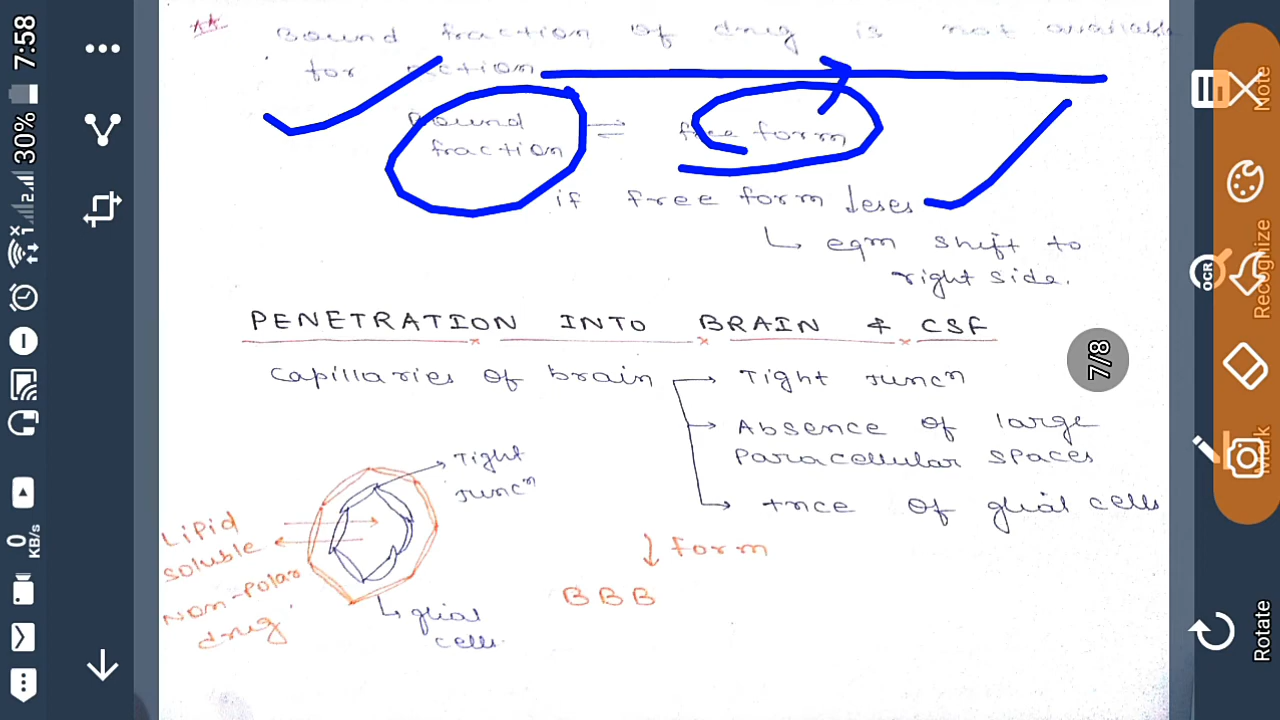 **
Bound fraction of drug is not available
for action
Bound ⇌ free form
fraction
if free form ↓eses
↳ eqm shift to
right side.
PENETRATION INTO BRAIN & CSF
Capillaries of brain → Tight juncⁿ
→ Absence of large
paracellular spaces
→ +nce of glial cells
Tight
juncⁿ
Lipid
soluble
Non-polar
drug
↳ glial
cells.
↓ form
BBB
7:58
30%
0
KB/s
7/8
Note
Recognize
OCR
Mark
Rotate